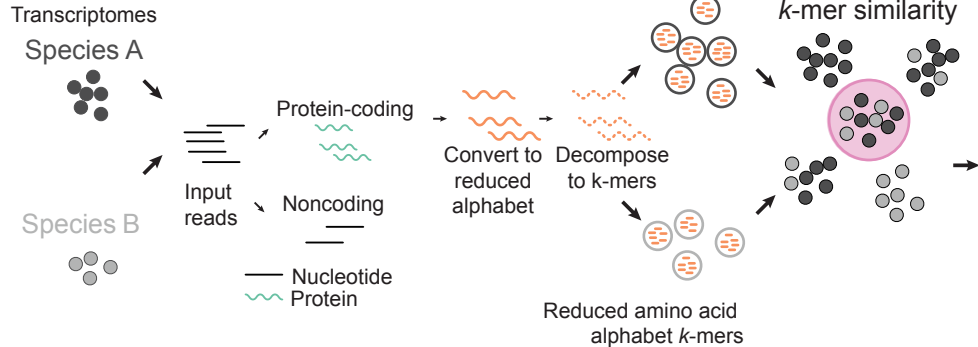 Transcriptomes
Species A
Species B
Input
reads
Protein-coding
Noncoding
Nucleotide
Protein
Convert to
reduced
alphabet
Decompose
to k-mers
Reduced amino acid
alphabet k-mers
k-mer similarity